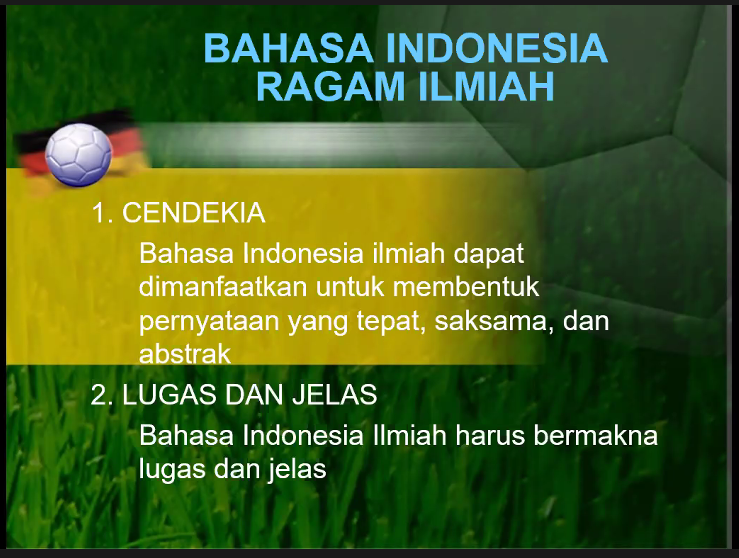 BAHASA INDONESIA
RAGAM ILMIAH
1. CENDEKIA
Bahasa Indonesia ilmiah dapat
dimanfaatkan untuk membentuk
pernyataan yang tepat, saksama, dan
abstrak
2. LUGAS DAN JELAS
Bahasa Indonesia Ilmiah harus bermakna
lugas dan jelas